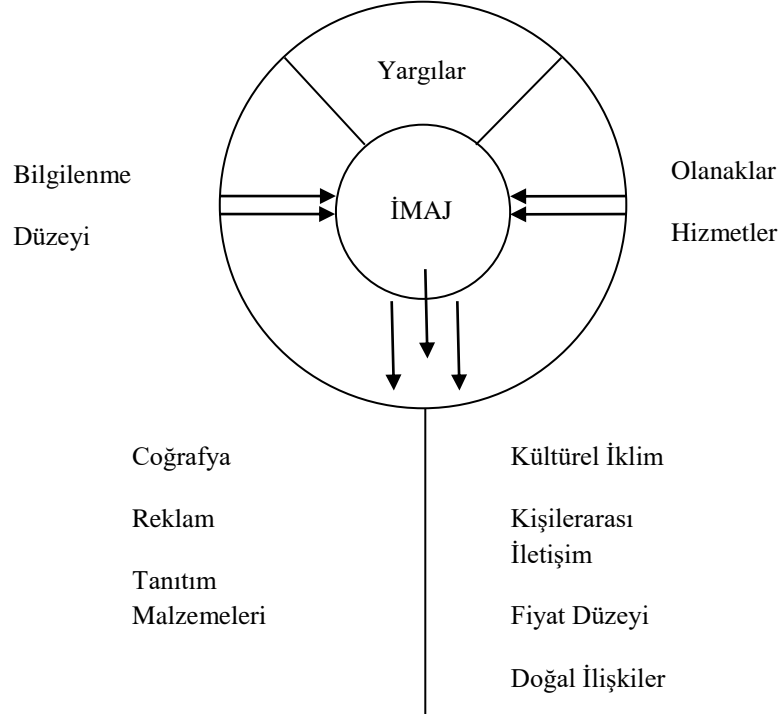 Yargılar
Bilgilenme
Düzeyi
İMAJ
Olanaklar
Hizmetler
Coğrafya
Reklam
Tanıtım
Malzemeleri
Kültürel İklim
Kişilerarası
İletişim
Fiyat Düzeyi
Doğal İlişkiler